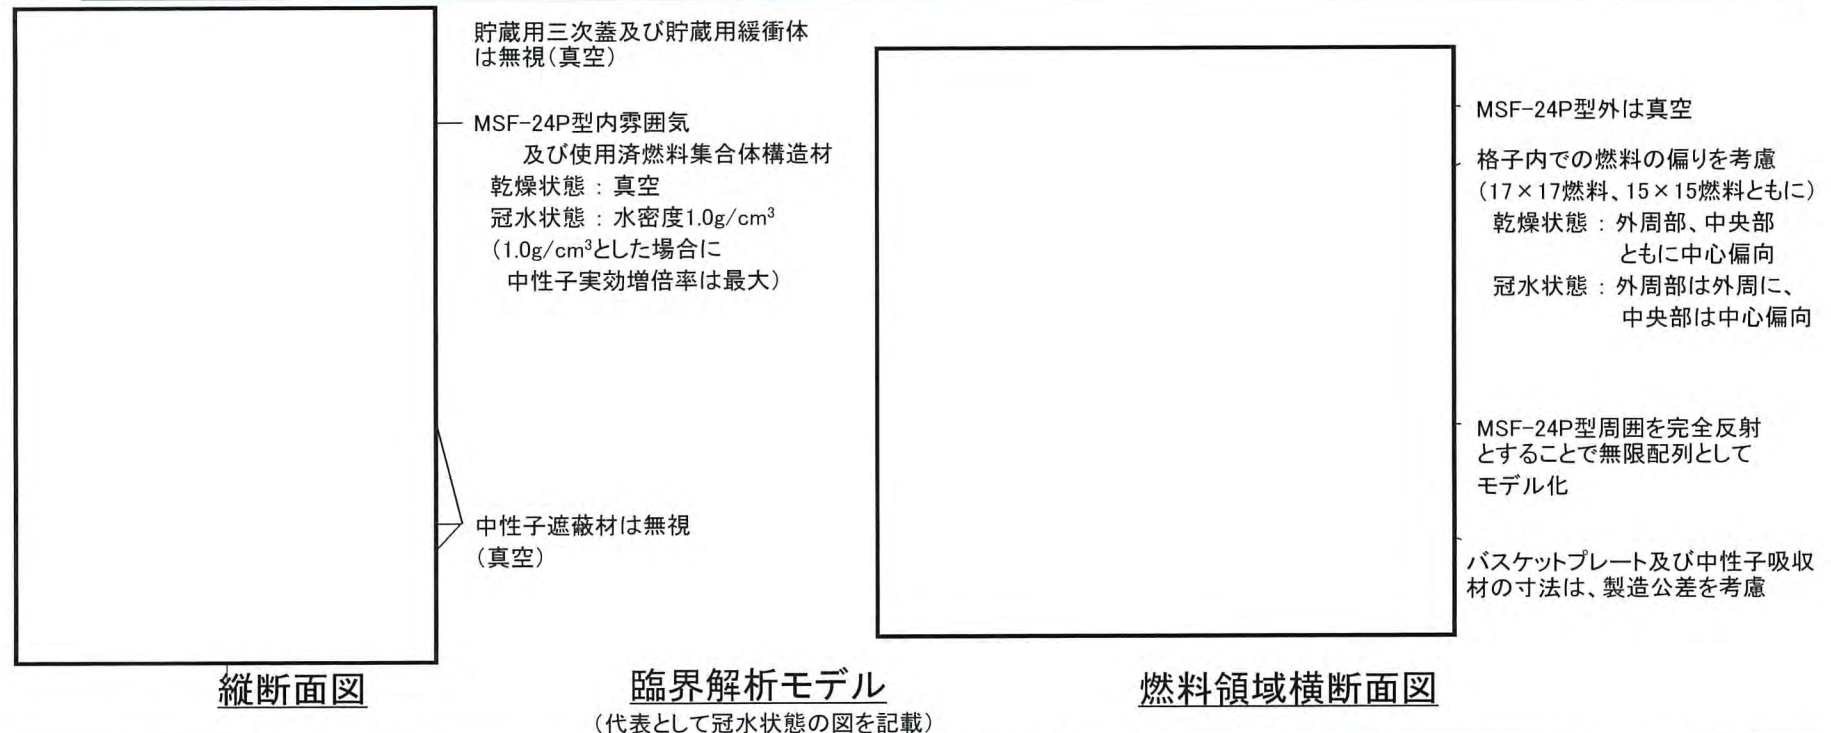 貯蔵用三次蓋及び貯蔵用緩衝体
は無視(真空)
MSF-24P型内雰囲気
及び使用済燃料集合体構造材
乾燥状態 : 真空
冠水状態 : 水密度1.0g/cm³
(1.0g/cm³とした場合に
中性子実効増倍率は最大)
中性子遮蔽材は無視
(真空)
縦断面図
臨界解析モデル
(代表として冠水状態の図を記載)
MSF-24P型外は真空
格子内での燃料の偏りを考慮
(17×17燃料、15×15燃料ともに)
乾燥状態 : 外周部、中央部
ともに中心偏向
冠水状態 : 外周部は外周に、
中央部は中心偏向
MSF-24P型周囲を完全反射
とすることで無限配列として
モデル化
バスケットプレート及び中性子吸収
材の寸法は、製造公差を考慮
燃料領域横断面図